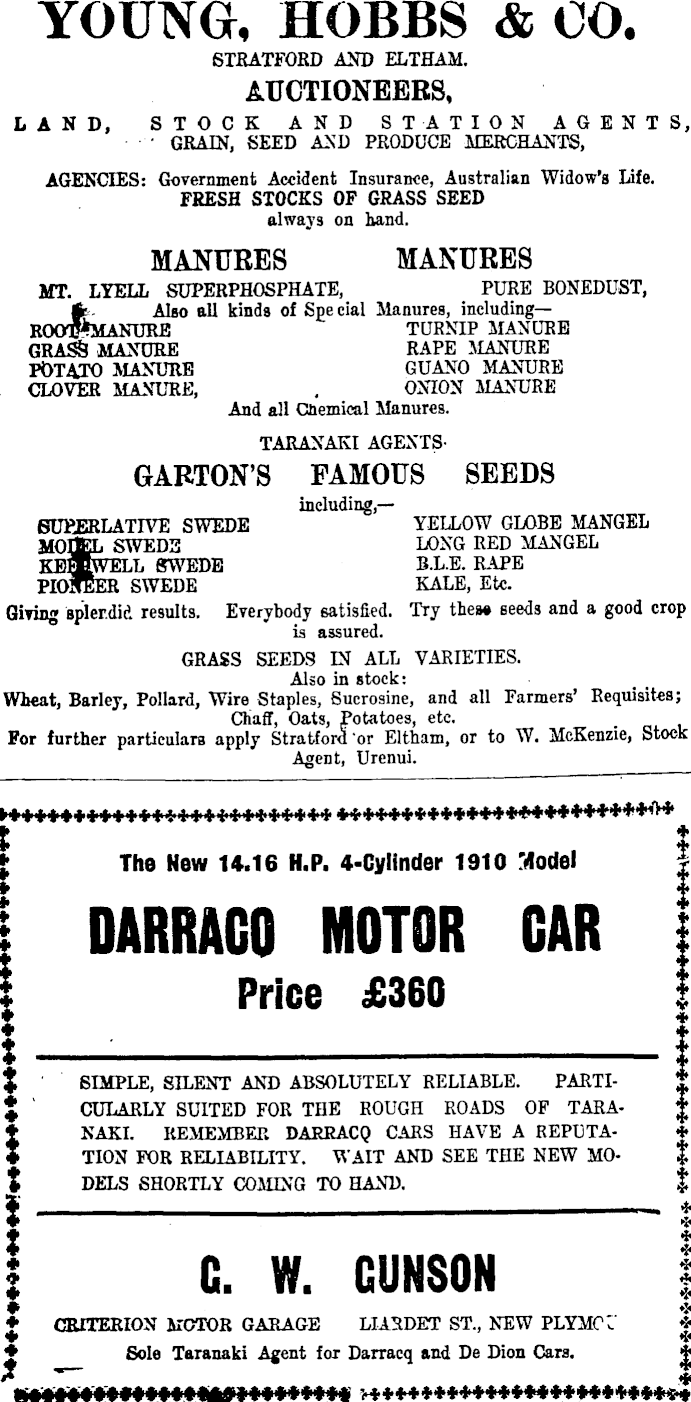 YOUNG, HOBBS & CO.
STRATFORD AND ELTHAM.
AUCTIONEERS,
LAND, STOCK AND STATION AGENTS,
GRAIN, SEED AND PRODUCE MERCHANTS,
AGENCIES: Government Accident Insurance, Australian Widow's Life.
FRESH STOCKS OF GRASS SEED
always on hand.
MANURES MANURES
MT. LYELL SUPERPHOSPHATE, PURE BONEDUST,
Also all kinds of Special Manures, including—
ROOT MANURE TURNIP MANURE
GRASS MANURE RAPE MANURE
POTATO MANURE GUANO MANURE
CLOVER MANURE, ONION MANURE
And all Chemical Manures.
TARANAKI AGENTS
GARTON'S FAMOUS SEEDS
including,—
SUPERLATIVE SWEDE YELLOW GLOBE MANGEL
MODEL SWEDE LONG RED MANGEL
KEEPWELL SWEDE B.L.E. RAPE
PIONEER SWEDE KALE, Etc.
Giving splendid results. Everybody satisfied. Try these seeds and a good crop
is assured.
GRASS SEEDS IN ALL VARIETIES.
Also in stock:
Wheat, Barley, Pollard, Wire Staples, Sucrosine, and all Farmers' Requisites;
Chaff, Oats, Potatoes, etc.
For further particulars apply Stratford or Eltham, or to W. McKenzie, Stock
Agent, Urenui.
The New 14.16 H.P. 4-Cylinder 1910 Model
DARRACQ MOTOR CAR
Price £360
SIMPLE, SILENT AND ABSOLUTELY RELIABLE. PARTI-
CULARLY SUITED FOR THE ROUGH ROADS OF TARA-
NAKI. REMEMBER DARRACQ CARS HAVE A REPUTA-
TION FOR RELIABILITY. WAIT AND SEE THE NEW MO-
DELS SHORTLY COMING TO HAND.
G. W. GUNSON
CRITERION MOTOR GARAGE LIARDET ST., NEW PLYMO
Sole Taranaki Agent for Darracq and De Dion Cars.